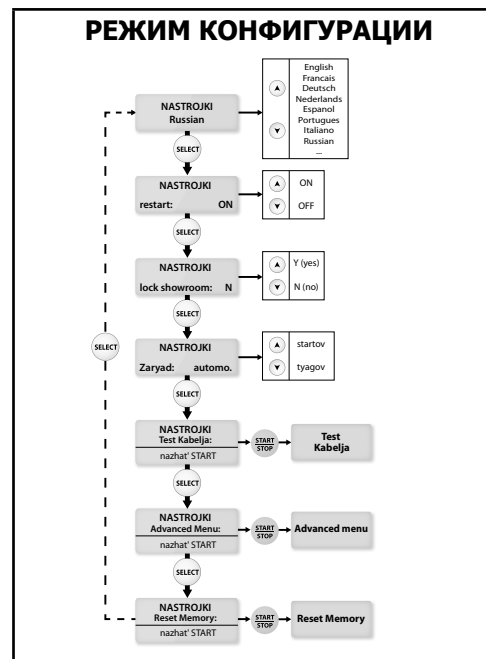 РЕЖИМ КОНФИГУРАЦИИ
NASTROJKI
Russian
English
Francais
Deutsch
Nederlands
Espanol
Portugues
Italiano
Russian
...
SELECT
NASTROJKI
restart: ON
ON
OFF
SELECT
NASTROJKI
lock showroom: N
Y (yes)
N (no)
SELECT
SELECT
NASTROJKI
Zaryad: automo.
startov
tyagov
SELECT
NASTROJKI
Test Kabelja:
nazhat' START
START
STOP
Test
Kabelja
SELECT
NASTROJKI
Advanced Menu:
nazhat' START
START
STOP
Advanced menu
SELECT
NASTROJKI
Reset Memory:
nazhat' START
START
STOP
Reset Memory